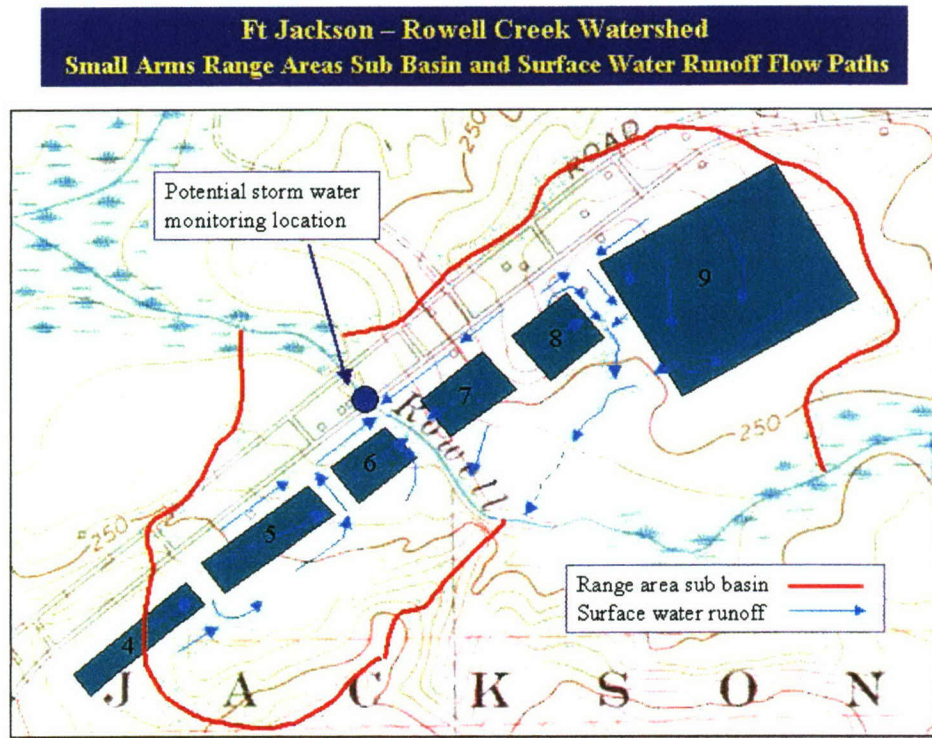 Ft Jackson – Rowell Creek Watershed
Small Arms Range Areas Sub Basin and Surface Water Runoff Flow Paths
250
ROAD
Potential storm water
monitoring location
9
8
7
Rowell
250
6
5
250
4
Range area sub basin
Surface water runoff
JACKSON